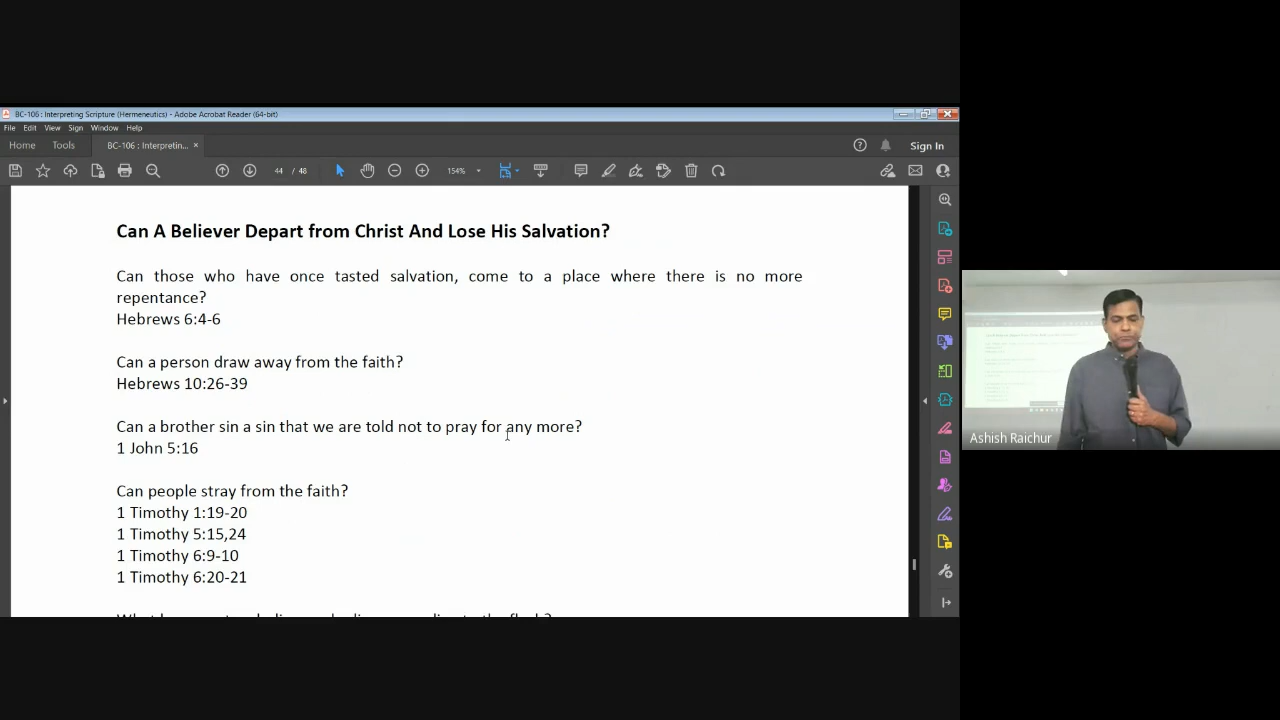 BC-106 : Interpreting Scripture (Hermeneutics) - Adobe Acrobat Reader (64-bit)
File Edit View Sign Window Help
Home Tools BC-106 : Interpretin... ×
Sign In
44 / 48
154%
Can A Believer Depart from Christ And Lose His Salvation?
Can those who have once tasted salvation, come to a place where there is no more
repentance?
Hebrews 6:4-6
Can a person draw away from the faith?
Hebrews 10:26-39
Can a brother sin a sin that we are told not to pray for any more?
1 John 5:16
Can people stray from the faith?
1 Timothy 1:19-20
1 Timothy 5:15,24
1 Timothy 6:9-10
1 Timothy 6:20-21
Ashish Raichur